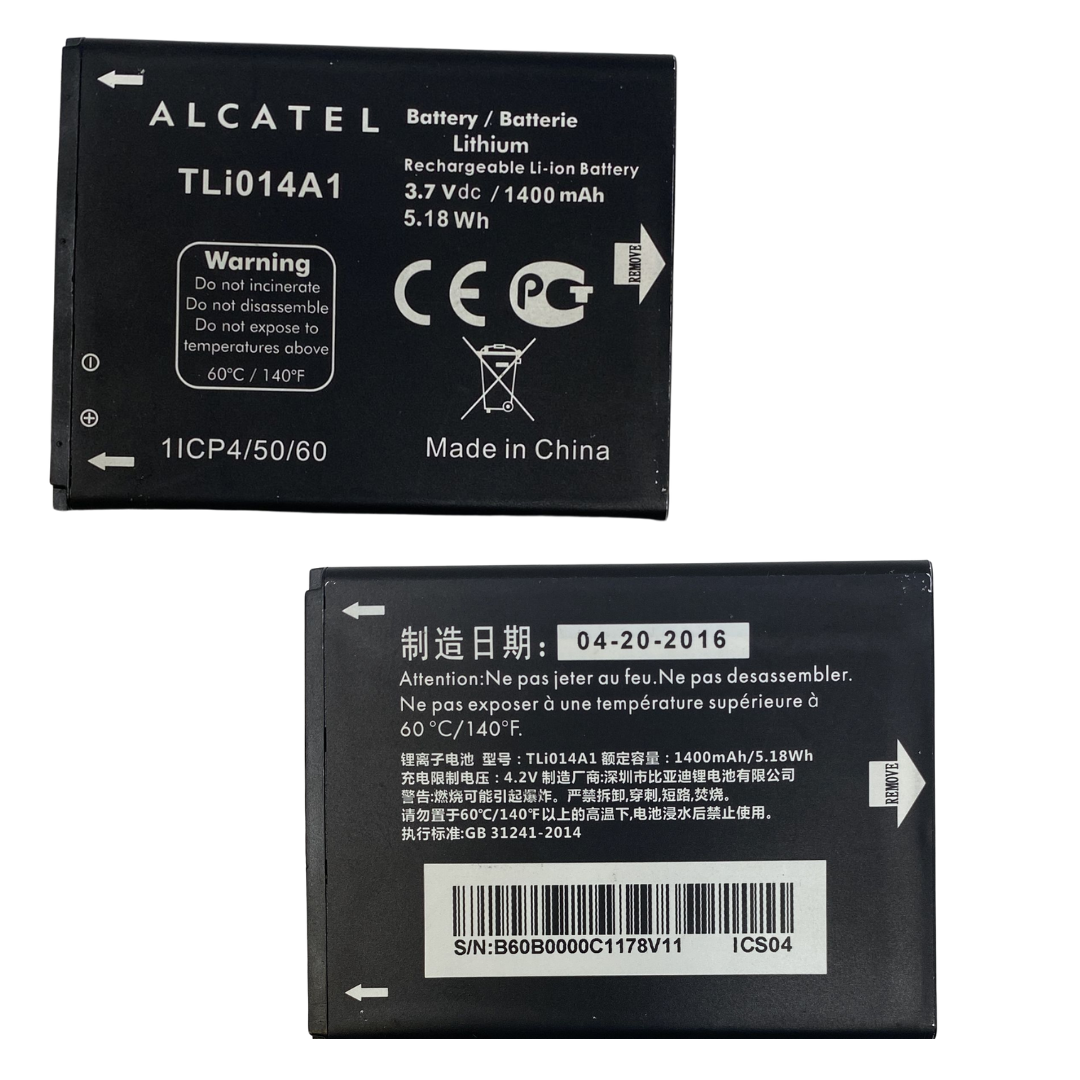 ALCATEL
TLi014A1
Battery / Batterie
Lithium
Rechargeable Li-ion Battery
3.7 Vdc / 1400 mAh
5.18 Wh
Warning
Do not incinerate
Do not disassemble
Do not expose to
temperatures above
60°C / 140°F
CE
PCT
REMOVE
1ICP4/50/60
Made in China
制造日期: 04-20-2016
Attention:Ne pas jeter au feu.Ne pas desassembler.
Ne pas exposer à une température supérieure à
60 °C/140°F.
锂离子电池 型号: TLi014A1 额定容量: 1400mAh/5.18Wh
充电限制电压: 4.2V 制造厂商:深圳市比亚迪锂电池有限公司
警告:燃烧可能引起爆炸。严禁拆卸,穿刺,短路,焚烧。
请勿置于60℃/140℉以上的高温下,电池浸水后禁止使用。
执行标准:GB 31241-2014
REMOVE
S/N:B60B0000C1178V11 ICS04